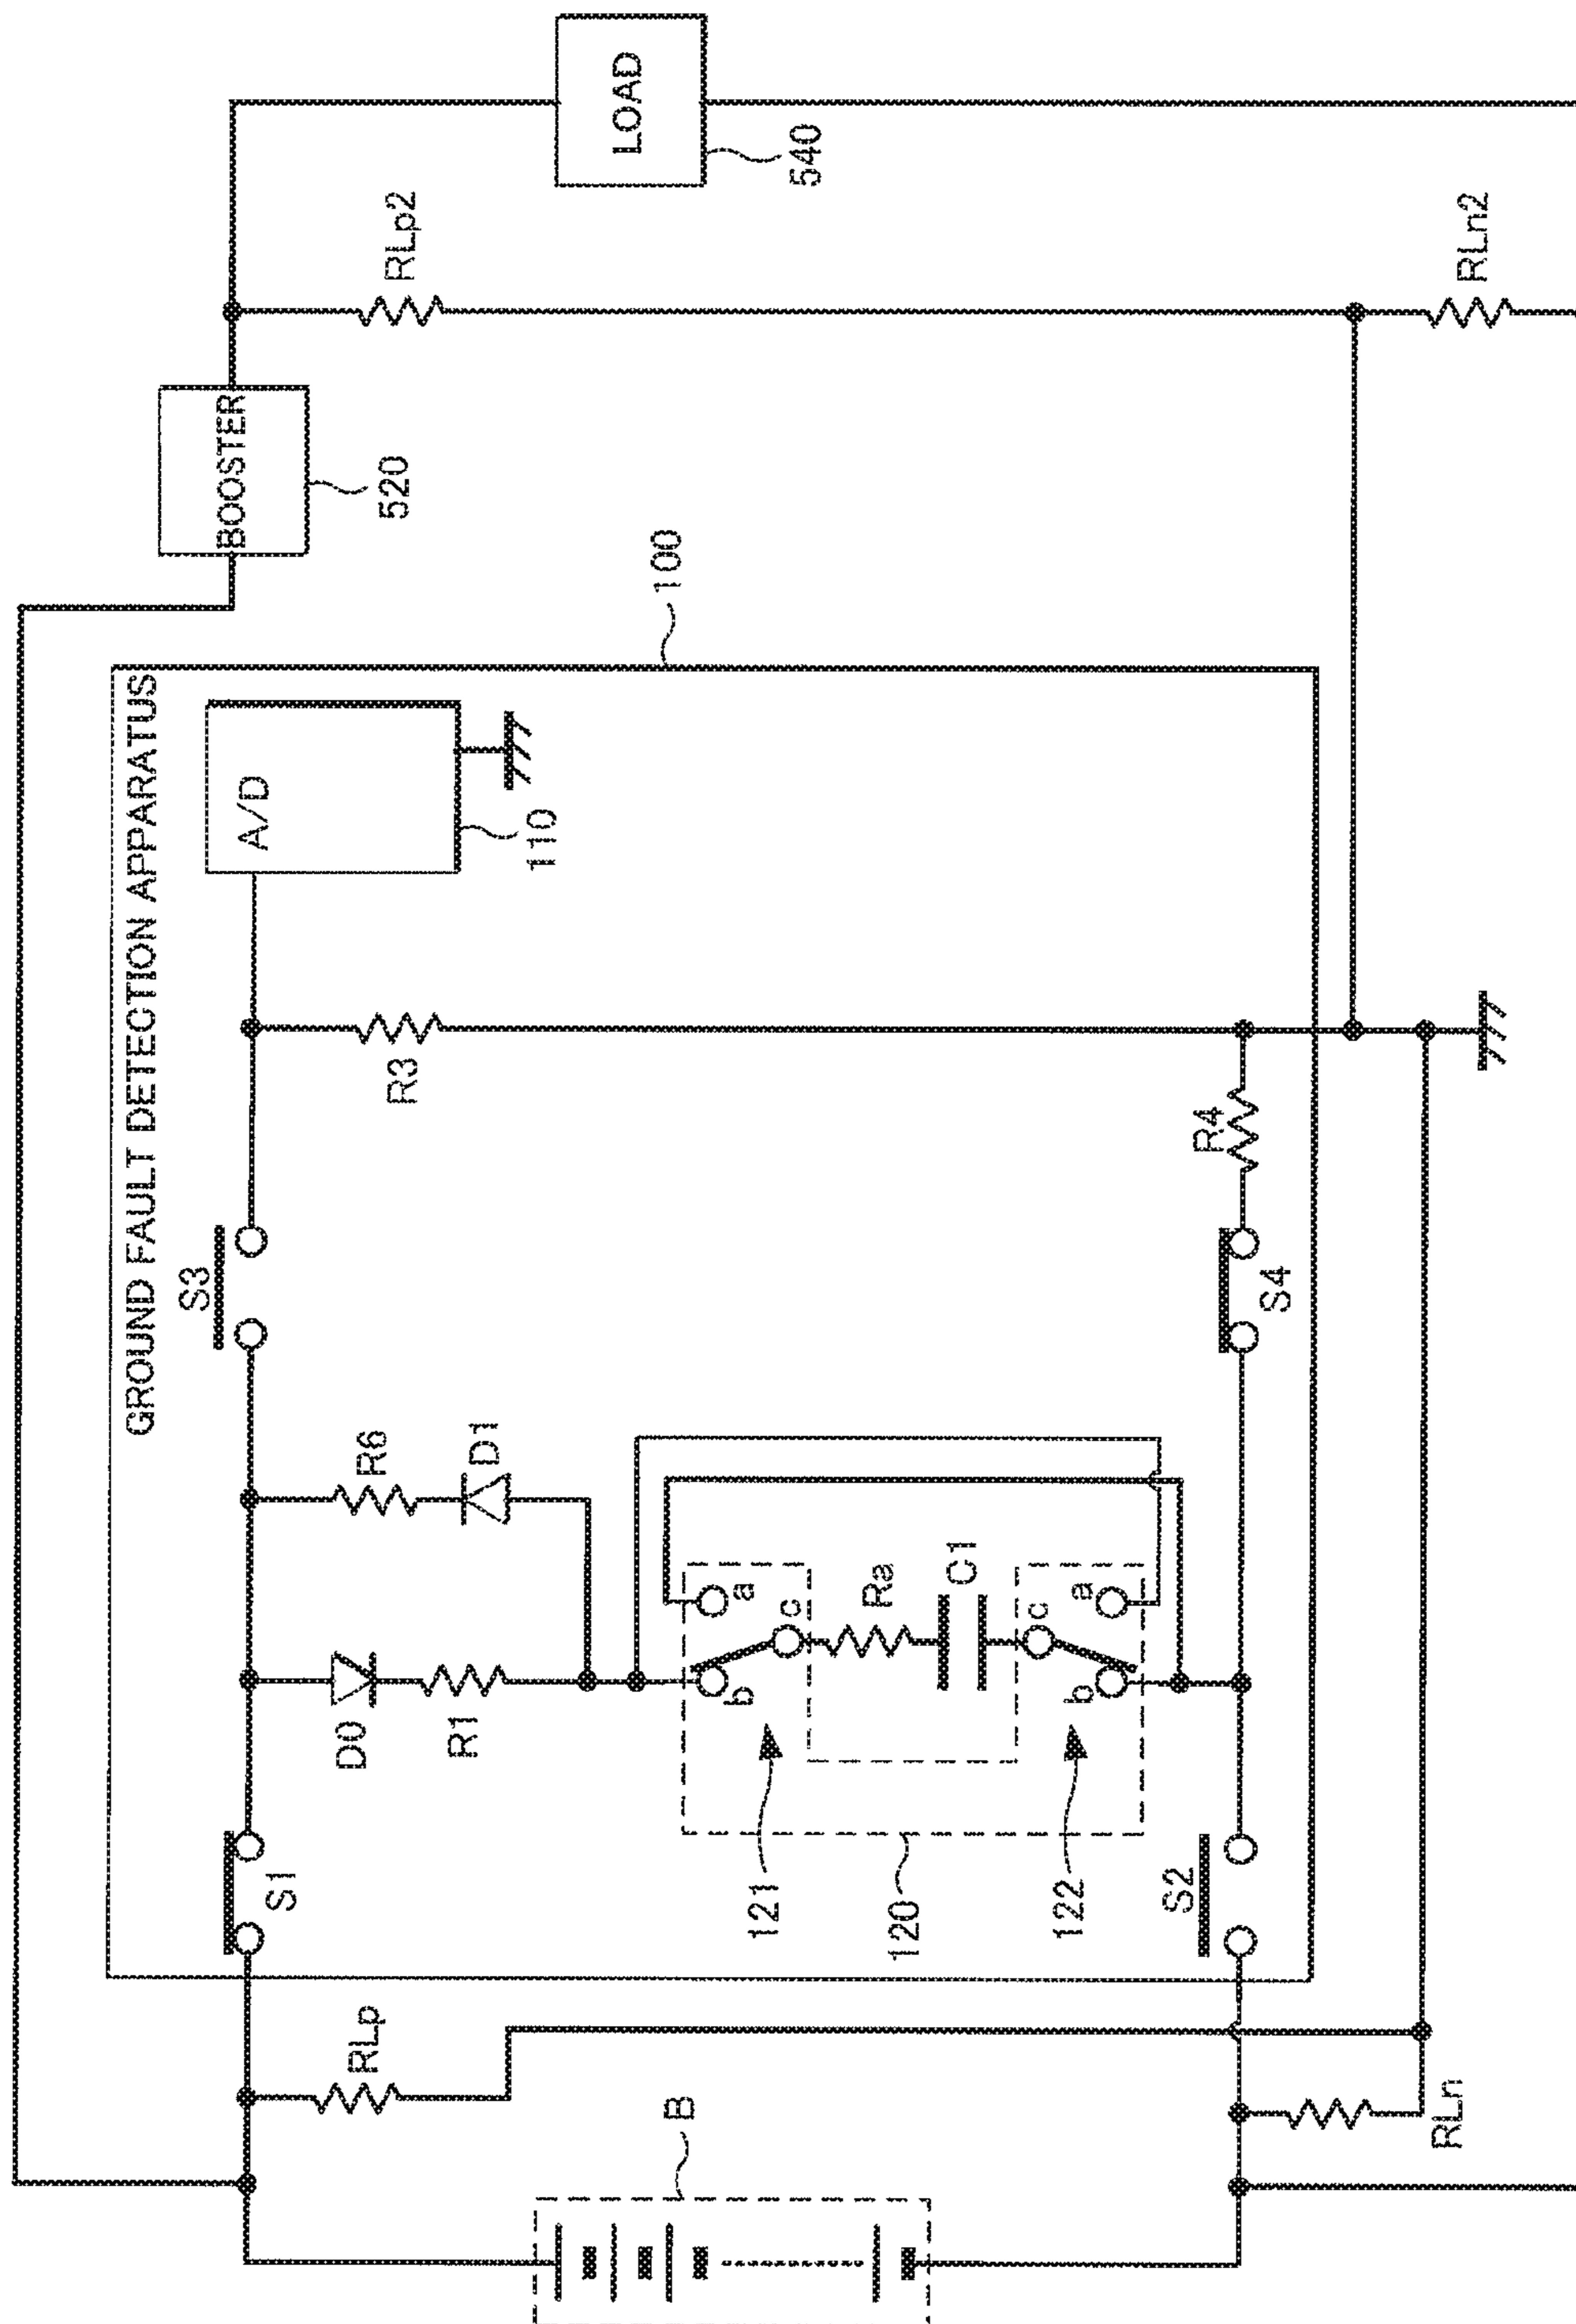 GROUND FAULT DETECTION APPARATUS
100
BOOSTER
520
LOAD
540
RLp2
RLn2
A/D
110
S3
R3
R4
S4
R6
D1
D0
R1
S1
S2
a
b
c
Ra
C1
c
a
b
121
120
122
RLp
RLn
B